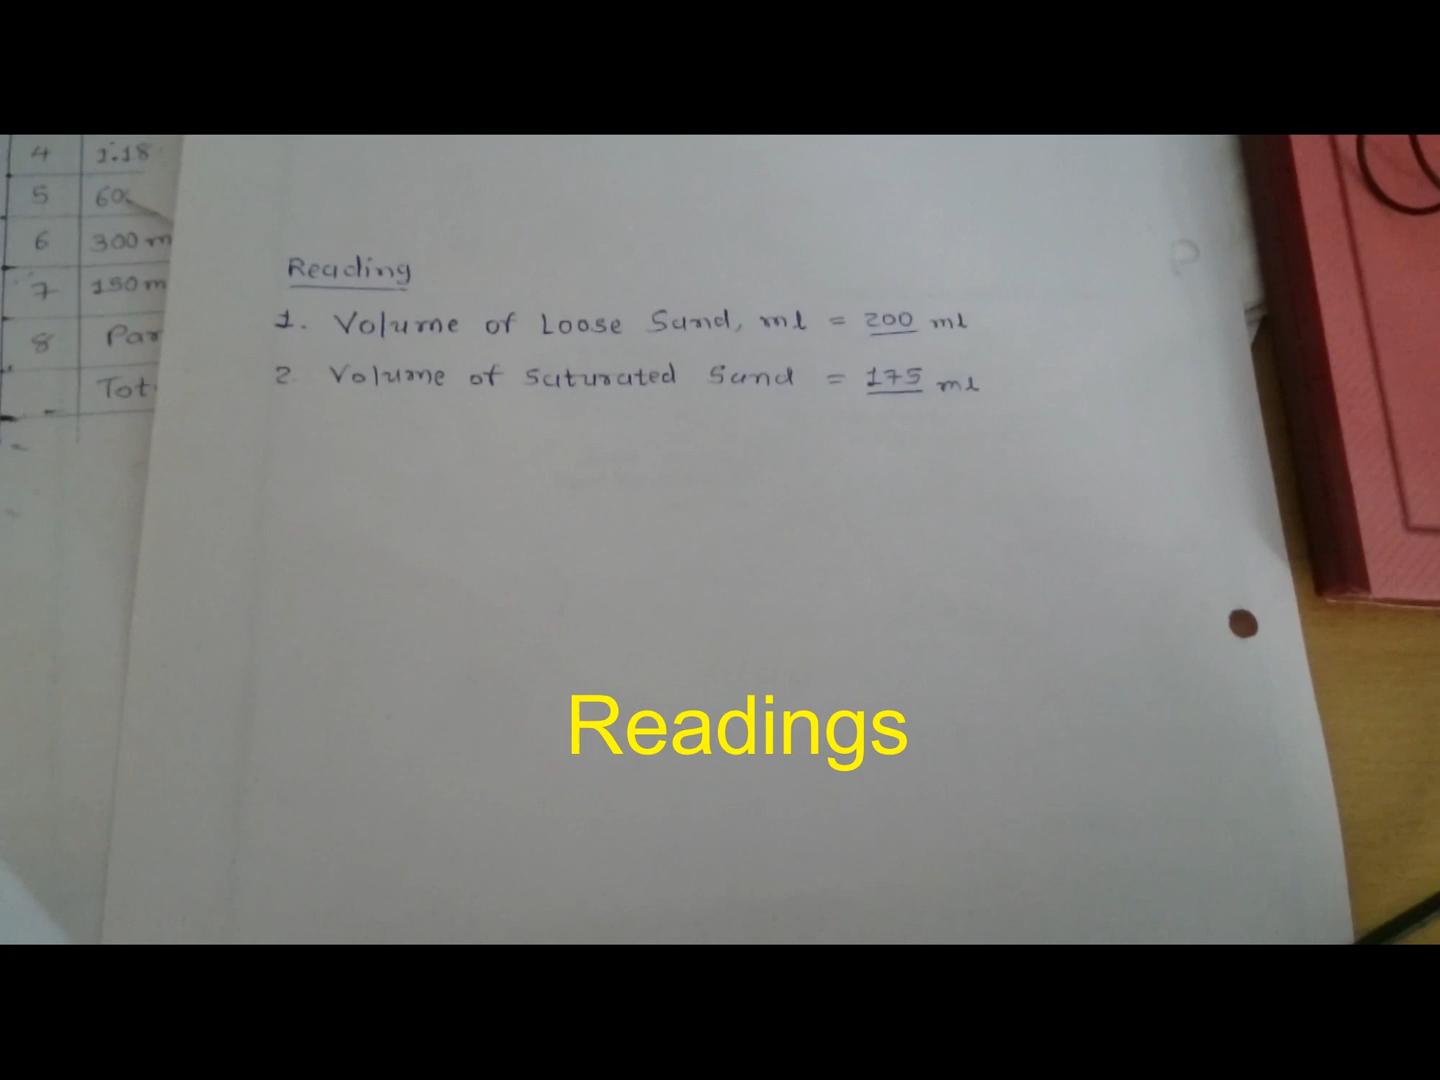 4 1.18
5 60
6 300 m
7 150 m
8 Par
Tot
Reading
1. Volume of Loose Sand, ml = 200 ml
2. Volume of Saturated Sand = 175 ml
Readings